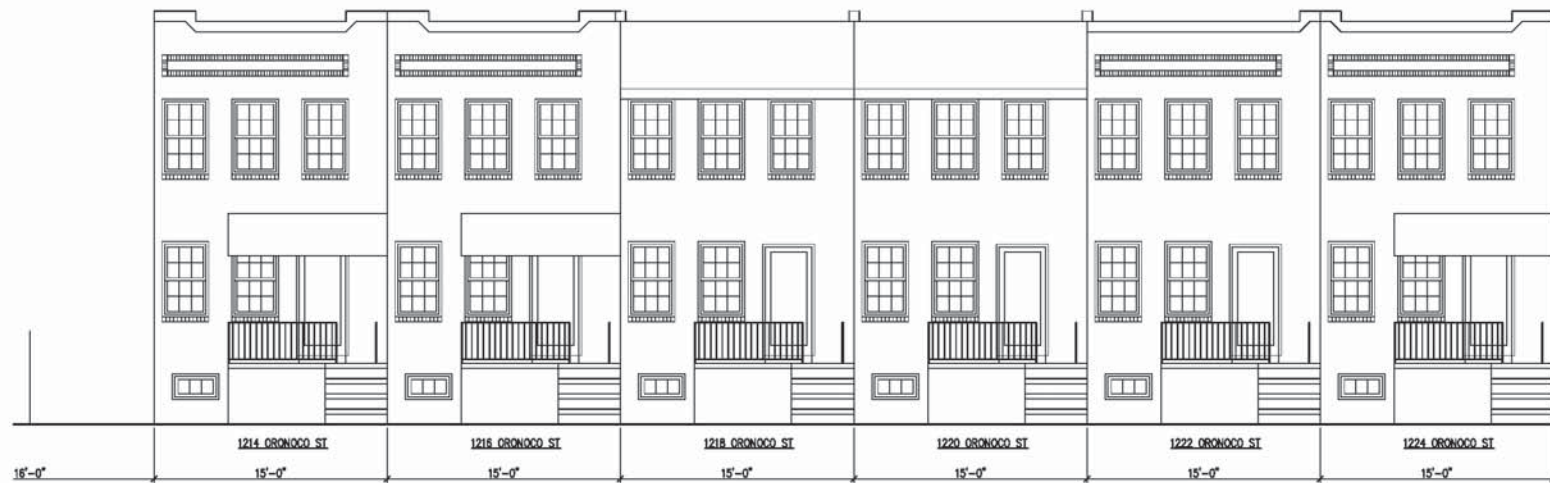 1214 ORONOCO ST
1216 ORONOCO ST
1218 ORONOCO ST
1220 ORONOCO ST
1222 ORONOCO ST
1224 ORONOCO ST
16'-0"
15'-0"
15'-0"
15'-0"
15'-0"
15'-0"
15'-0"